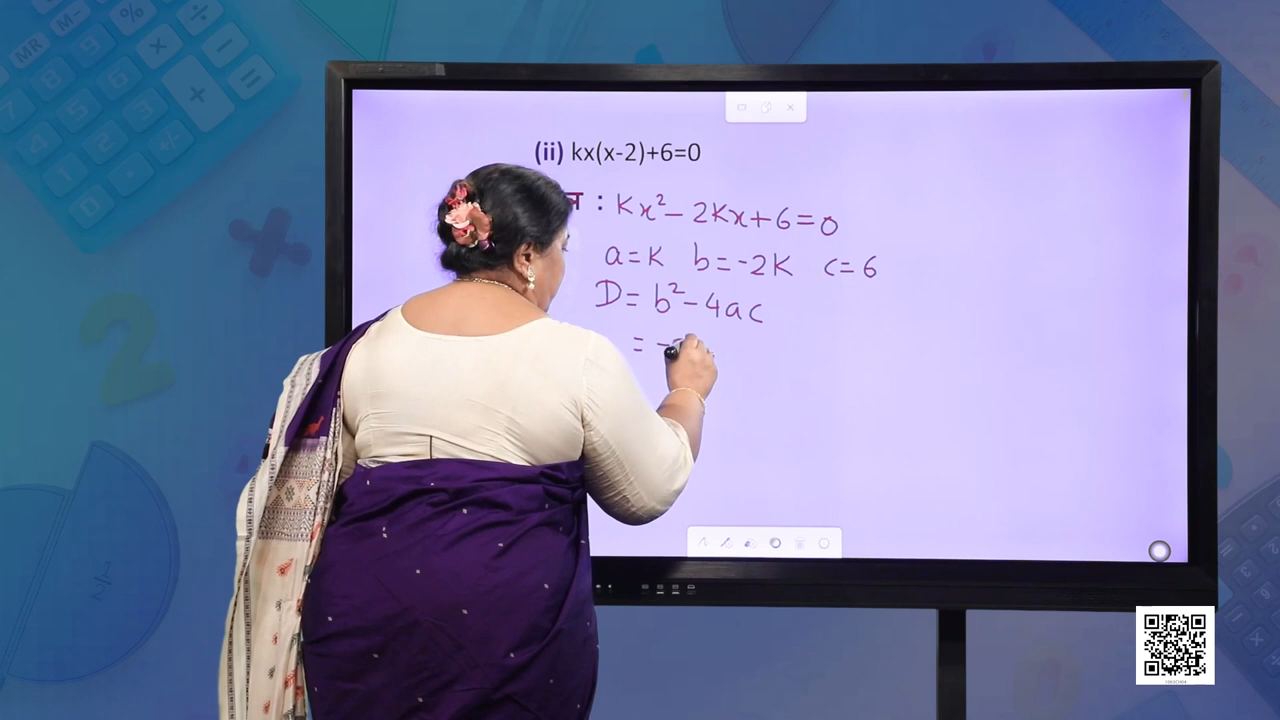 (ii) kx(x-2)+6=0
: Kx²- 2Kx+6=0
a=K b=-2K c=6
D= b²-4ac
= -